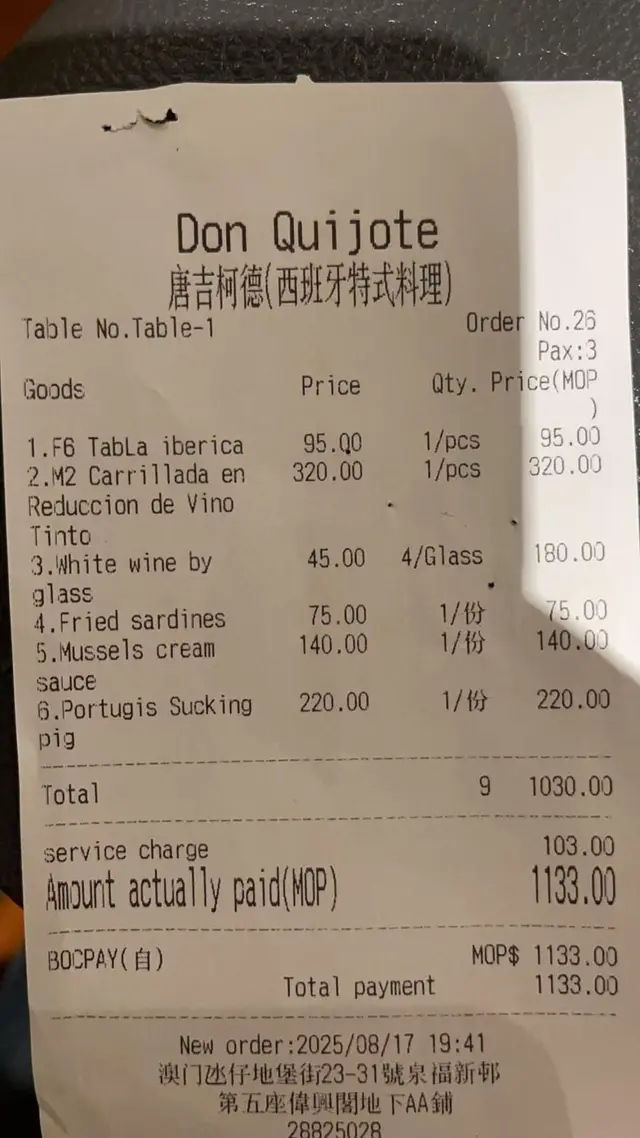 Don Quijote
唐吉柯德(西班牙特式料理)
Table No.Table-1 Order No.26
Pax:3
Goods Price Qty. Price(MOP
)
1.F6 TabLa iberica 95.00 1/pcs 95.00
2.M2 Carrillada en 320.00 1/pcs 320.00
Reduccion de Vino
Tinto
3.White wine by 45.00 4/Glass 180.00
glass
4.Fried sardines 75.00 1/份 75.00
5.Mussels cream 140.00 1/份 140.00
sauce
6.Portugis Sucking 220.00 1/份 220.00
pig
Total 9 1030.00
service charge 103.00
Amount actually paid(MOP) 1133.00
BOCPAY(自) MOP$ 1133.00
Total payment 1133.00
New order:2025/08/17 19:41
澳门氹仔地堡街23-31號泉福新邨
第五座偉興閣地下AA鋪
28825028